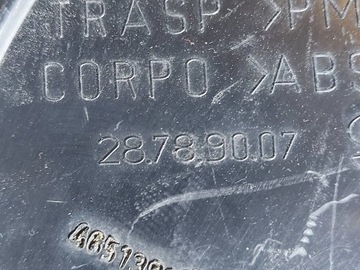 TRASP >PM
CORPO >ABS
28.78.90.07